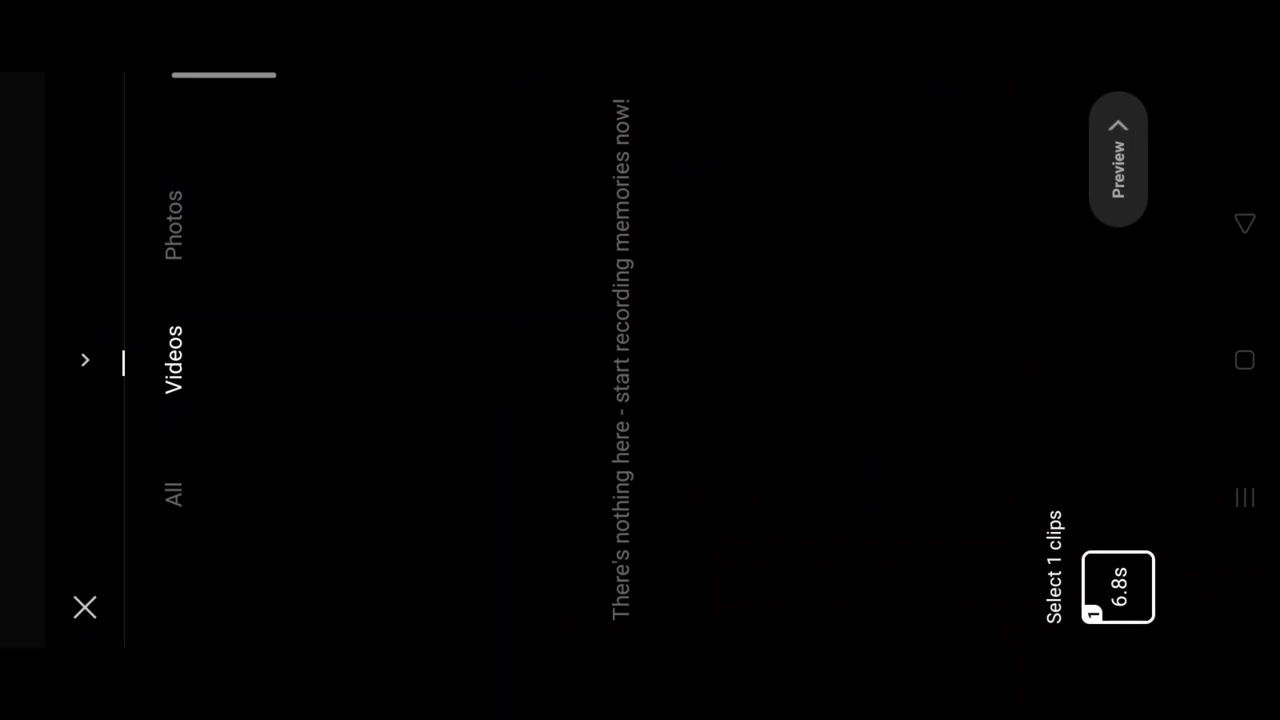 All
Videos
Photos
There's nothing here - start recording memories now!
Select 1 clips
1
6.8s
Preview